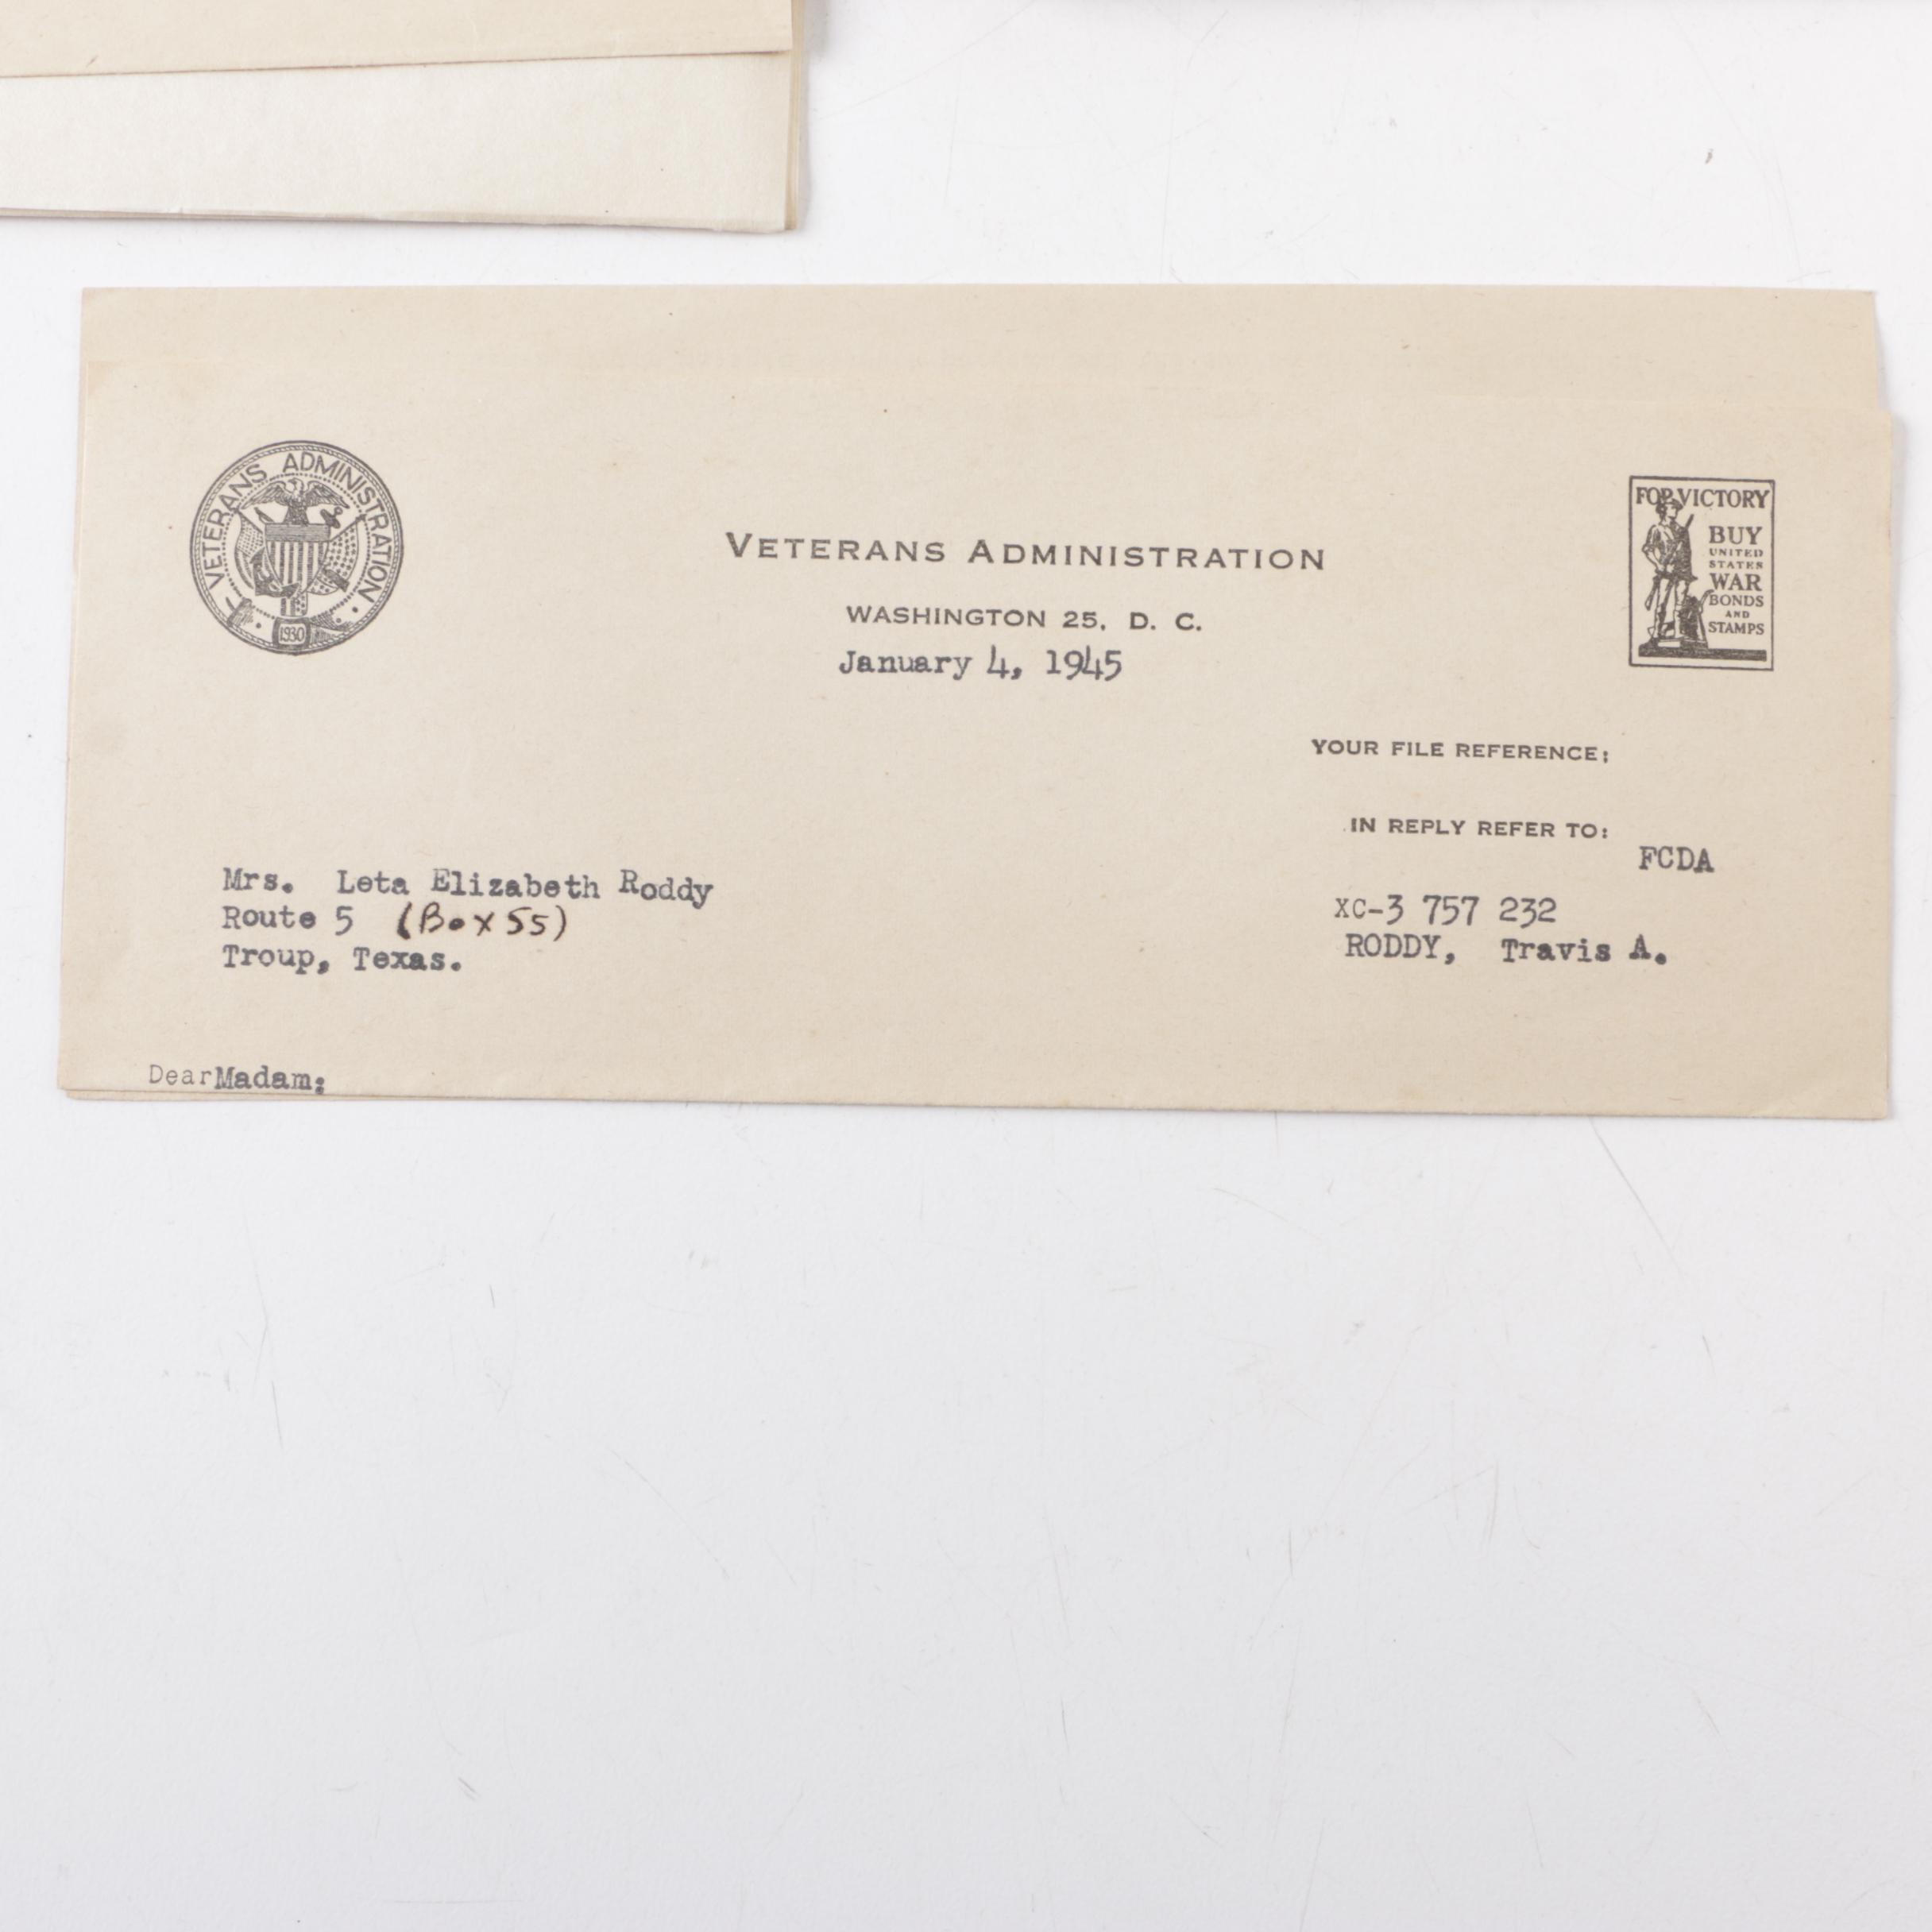 VETERANS ADMINISTRATION
1930
VETERANS ADMINISTRATION
WASHINGTON 25, D. C.
January 4, 1945
FOR VICTORY
BUY
UNITED
STATES
WAR
BONDS
AND
STAMPS
YOUR FILE REFERENCE:
IN REPLY REFER TO:
FCDA
XC-3 757 232
RODDY, Travis A.
Mrs. Leta Elizabeth Roddy
Route 5 (Box 55)
Troup, Texas.
Dear Madam: